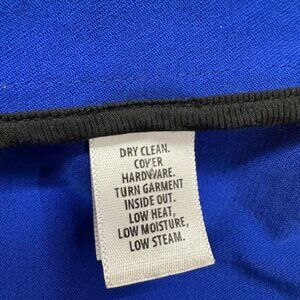 DRY CLEAN.
COVER
HARDWARE.
TURN GARMENT
INSIDE OUT.
LOW HEAT,
LOW MOISTURE,
LOW STEAM.